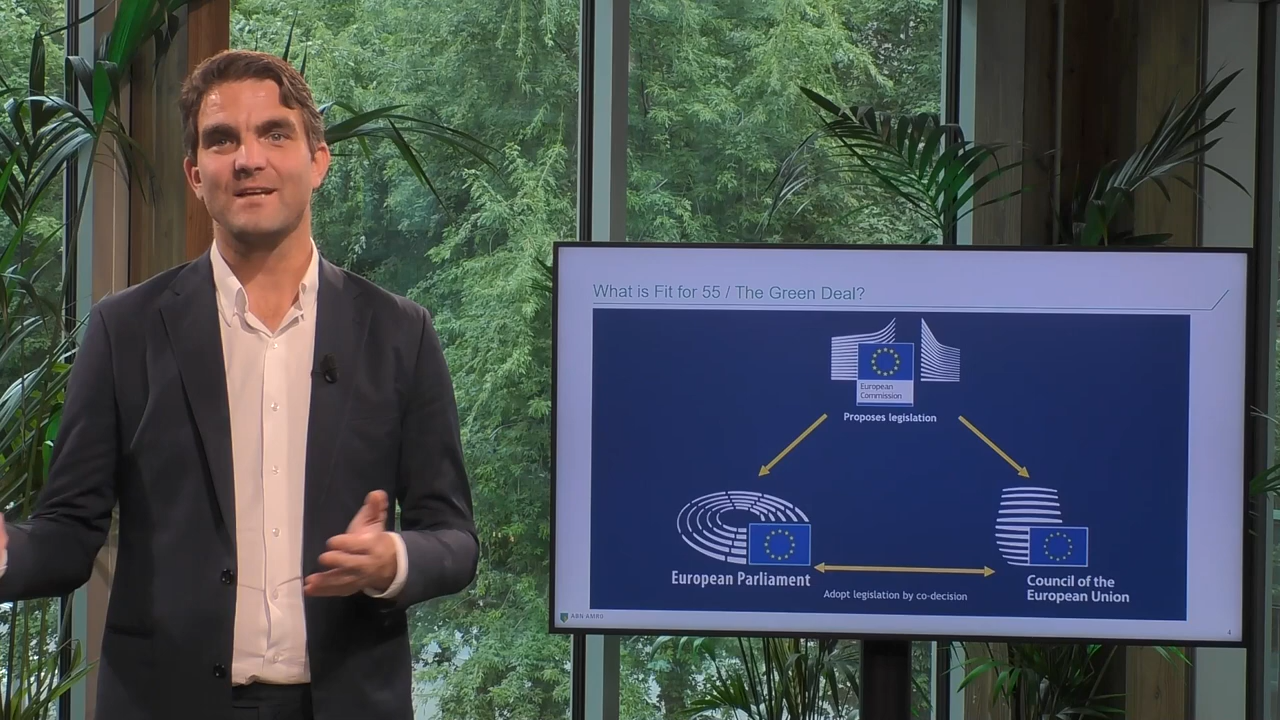 What is Fit for 55 / The Green Deal?
European
Commission
Proposes legislation
European Parliament
Adopt legislation by co-decision
Council of the
European Union
ABN·AMRO
4